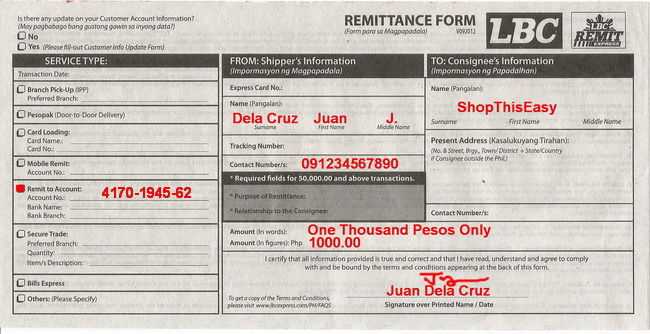 Is there any update on your Customer Account Information?
(May pagbabago bang gustong gawin sa inyong data?)
No
Yes (Please fill-out Customer Info Update Form)
REMITTANCE FORM
(Form para sa Magpapadala) V092012
LBC
LBC
REMIT
EXPRESS
SERVICE TYPE:
Transaction Date:
Branch Pick-Up (IPP)
Preferred Branch:
Pesopak (Door-to-Door Delivery)
Card Loading:
Card Name:
Card No.:
Mobile Remit:
Account No.:
Remit to Account:
Account No.: 4170-1945-62
Bank Name:
Bank Branch:
Secure Trade:
Preferred Branch:
Quantity:
Item/s Description:
Bills Express
Others: (Please Specify)
FROM: Shipper's Information
(Impormasyon ng Magpapadala)
Express Card No.:
Name (Pangalan):
Dela Cruz Juan J.
Surname First Name Middle Name
Tracking Number:
Contact Number/s: 091234567890
* Required fields for 50,000.00 and above transactions.
* Purpose of Remittance:
* Relationship to the Consignee:
TO: Consignee's Information
(Impormasyon ng Papadalhan)
Name (Pangalan):
ShopThisEasy
Surname First Name Middle Name
Present Address (Kasalukuyang Tirahan):
(No. & Street, Brgy., Town/ District + State/Country
if Consignee outside the Phil.)
Contact Number/s:
Amount (In words): One Thousand Pesos Only
Amount (In figures): Php 1000.00
I certify that all information provided is true and correct and that I have read, understand and agree to comply
with and be bound by the terms and conditions appearing at the back of this form.
Juan Dela Cruz
Signature over Printed Name / Date
To get a copy of the Terms and Conditions,
please visit www.lbcexpress.com/PH/FAQS